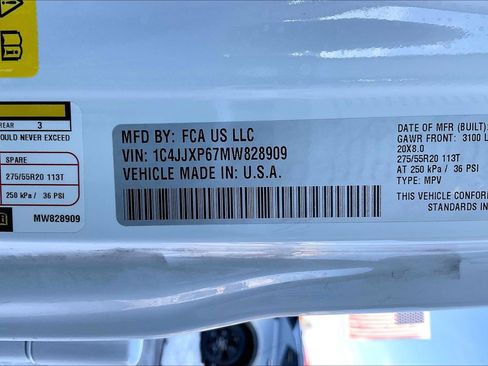 REAR 3
OULD NEVER EXCEED
SPARE
275/55R20 113T
250 kPa / 36 PSI
MW828909
MFD BY: FCA US LLC
VIN: 1C4JJXP67MW828909
VEHICLE MADE IN: U.S.A.
DATE OF MFR (BUILT):
GAWR FRONT: 3100 L
20X8.0
275/55R20 113T
AT 250 kPa/ 36 PSI
TYPE: MPV
THIS VEHICLE CONFOR
STANDARDS IN